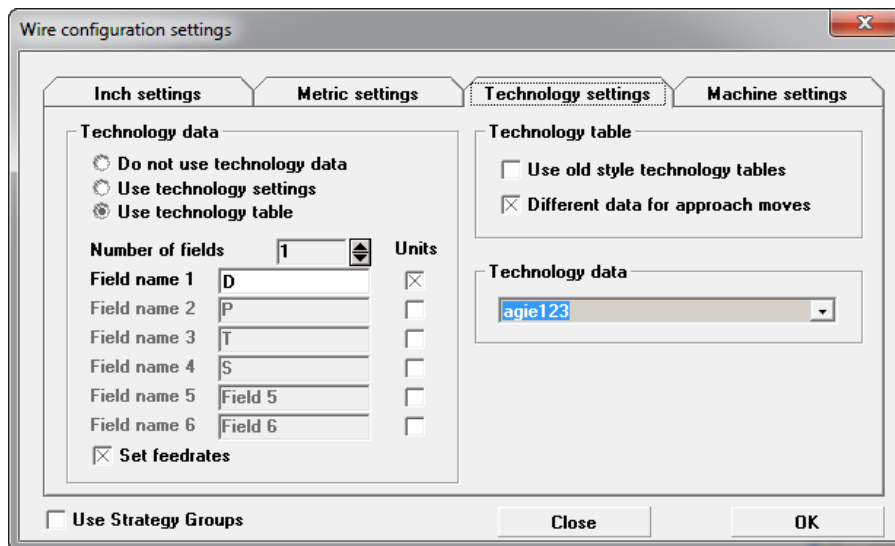 Wire configuration settings
Inch settings
Metric settings
Technology settings
Machine settings
Technology data
Do not use technology data
Use technology settings
Use technology table
Number of fields 1 Units
Field name 1 D
Field name 2 P
Field name 3 T
Field name 4 S
Field name 5 Field 5
Field name 6 Field 6
Set feedrates
Technology table
Use old style technology tables
Different data for approach moves
Technology data
agie123
Use Strategy Groups
Close
OK